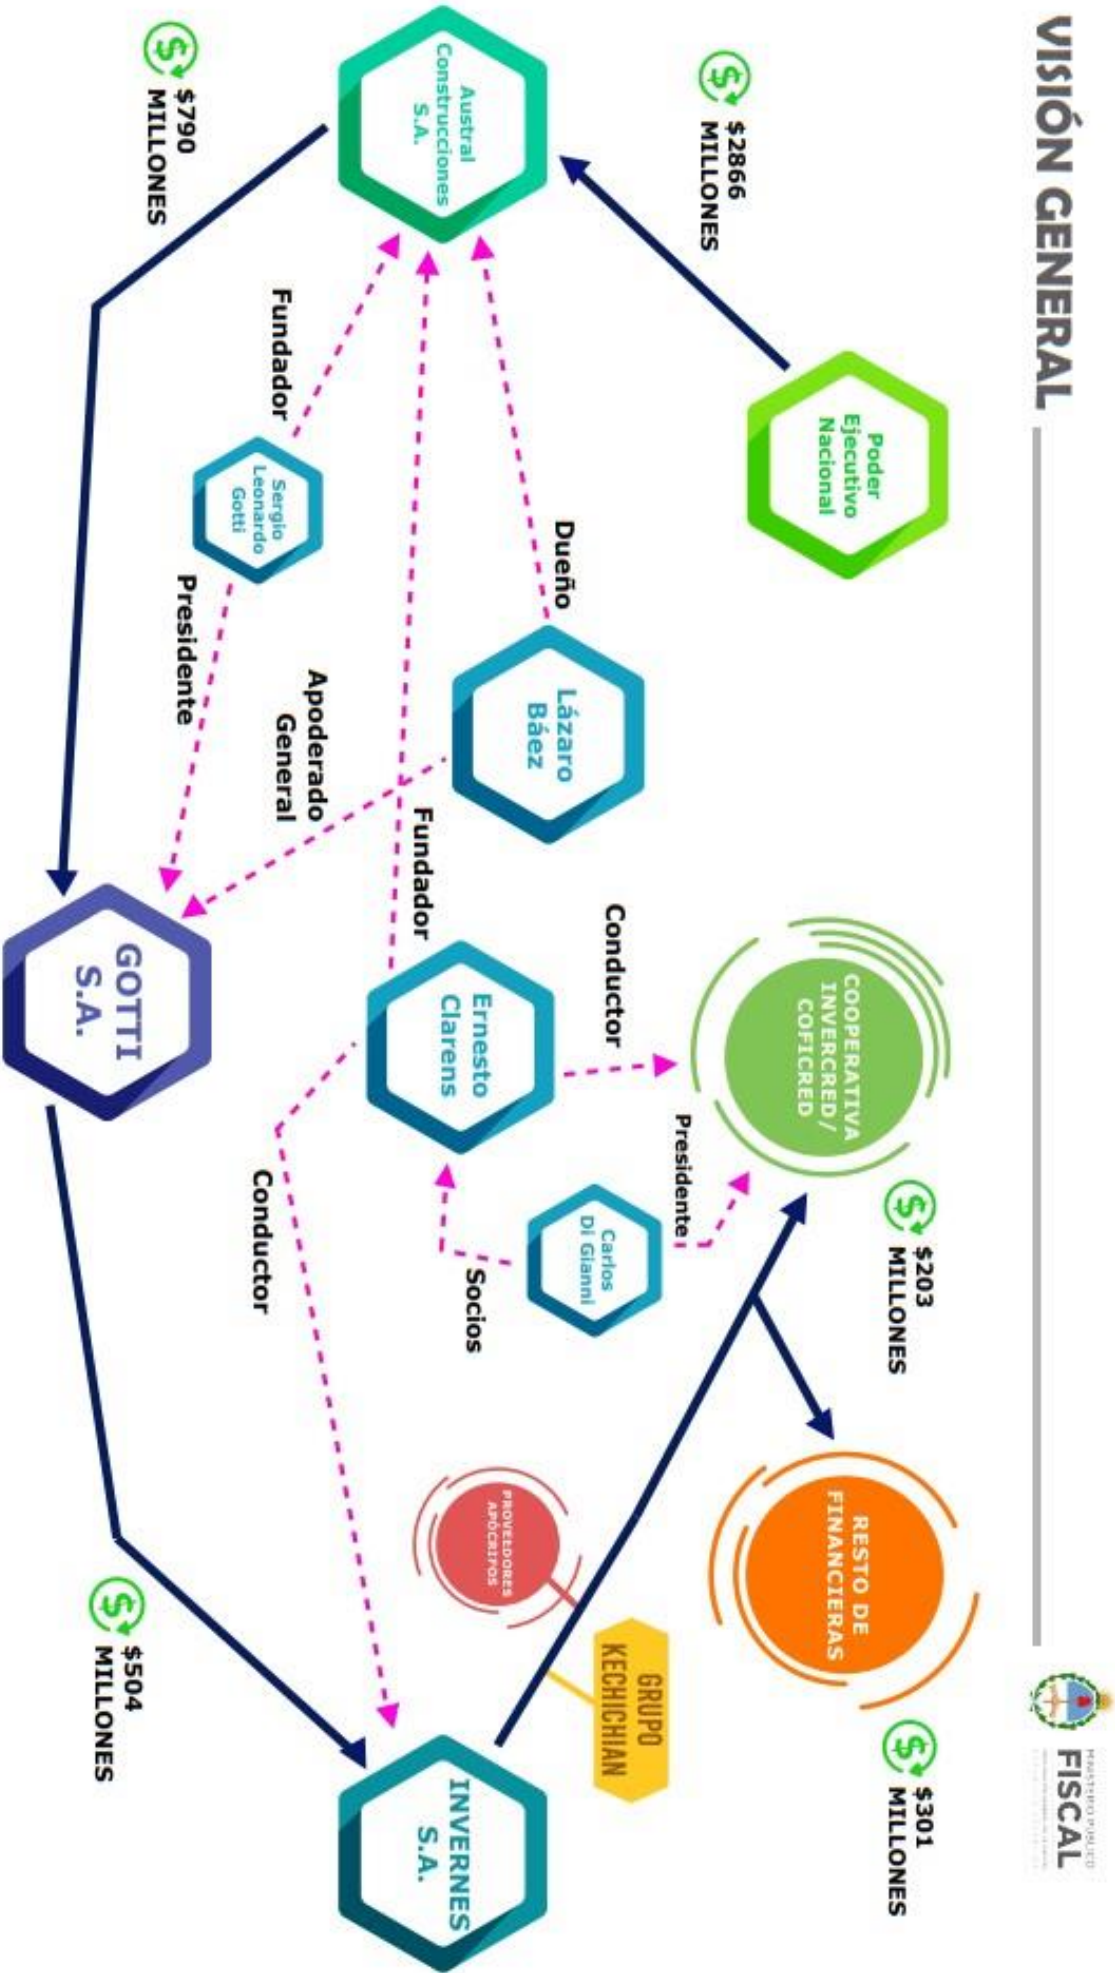 VISIÓN GENERAL
MINISTERIO PÚBLICO
FISCAL
$2866
MILLONES
Poder
Ejecutivo
Nacional
COOPERATIVA
INVERCRED/
COFICRED
$203
MILLONES
RESTO DE
FINANCIERAS
$301
MILLONES
Austral
Construcciones
S.A.
Dueño
Lázaro
Báez
Conductor
Presidente
Carlos
Di Gianni
Socios
GRUPO
KECHICHIAN
PROVEEDORES
APÓCRIFOS
Fundador
Ernesto
Clarens
INVERNES
S.A.
Fundador
Sergio
Leonardo
Gotti
Apoderado
General
Conductor
$790
MILLONES
Presidente
GOTTI
S.A.
$504
MILLONES